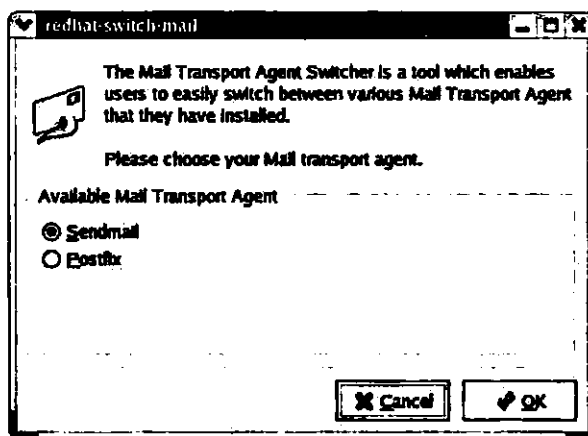 redhat-switch-mail
The Mail Transport Agent Switcher is a tool which enables
users to easily switch between various Mail Transport Agent
that they have installed.
Please choose your Mail transport agent.
Available Mail Transport Agent
Sendmail
Postfix
Cancel
OK